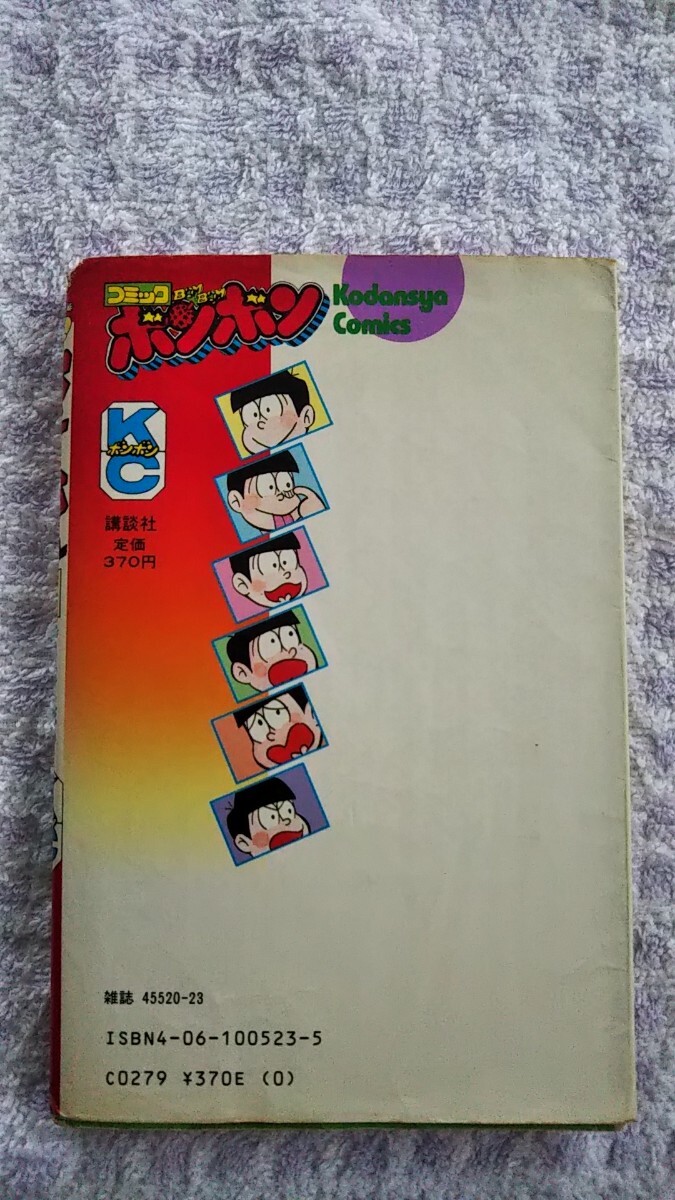 コミック
ボンボン
Kodansya
Comics
K
ボンボン
C
講談社
定価
370円
雑誌 45520-23
ISBN4-06-100523-5
C0279 ¥370E (0)